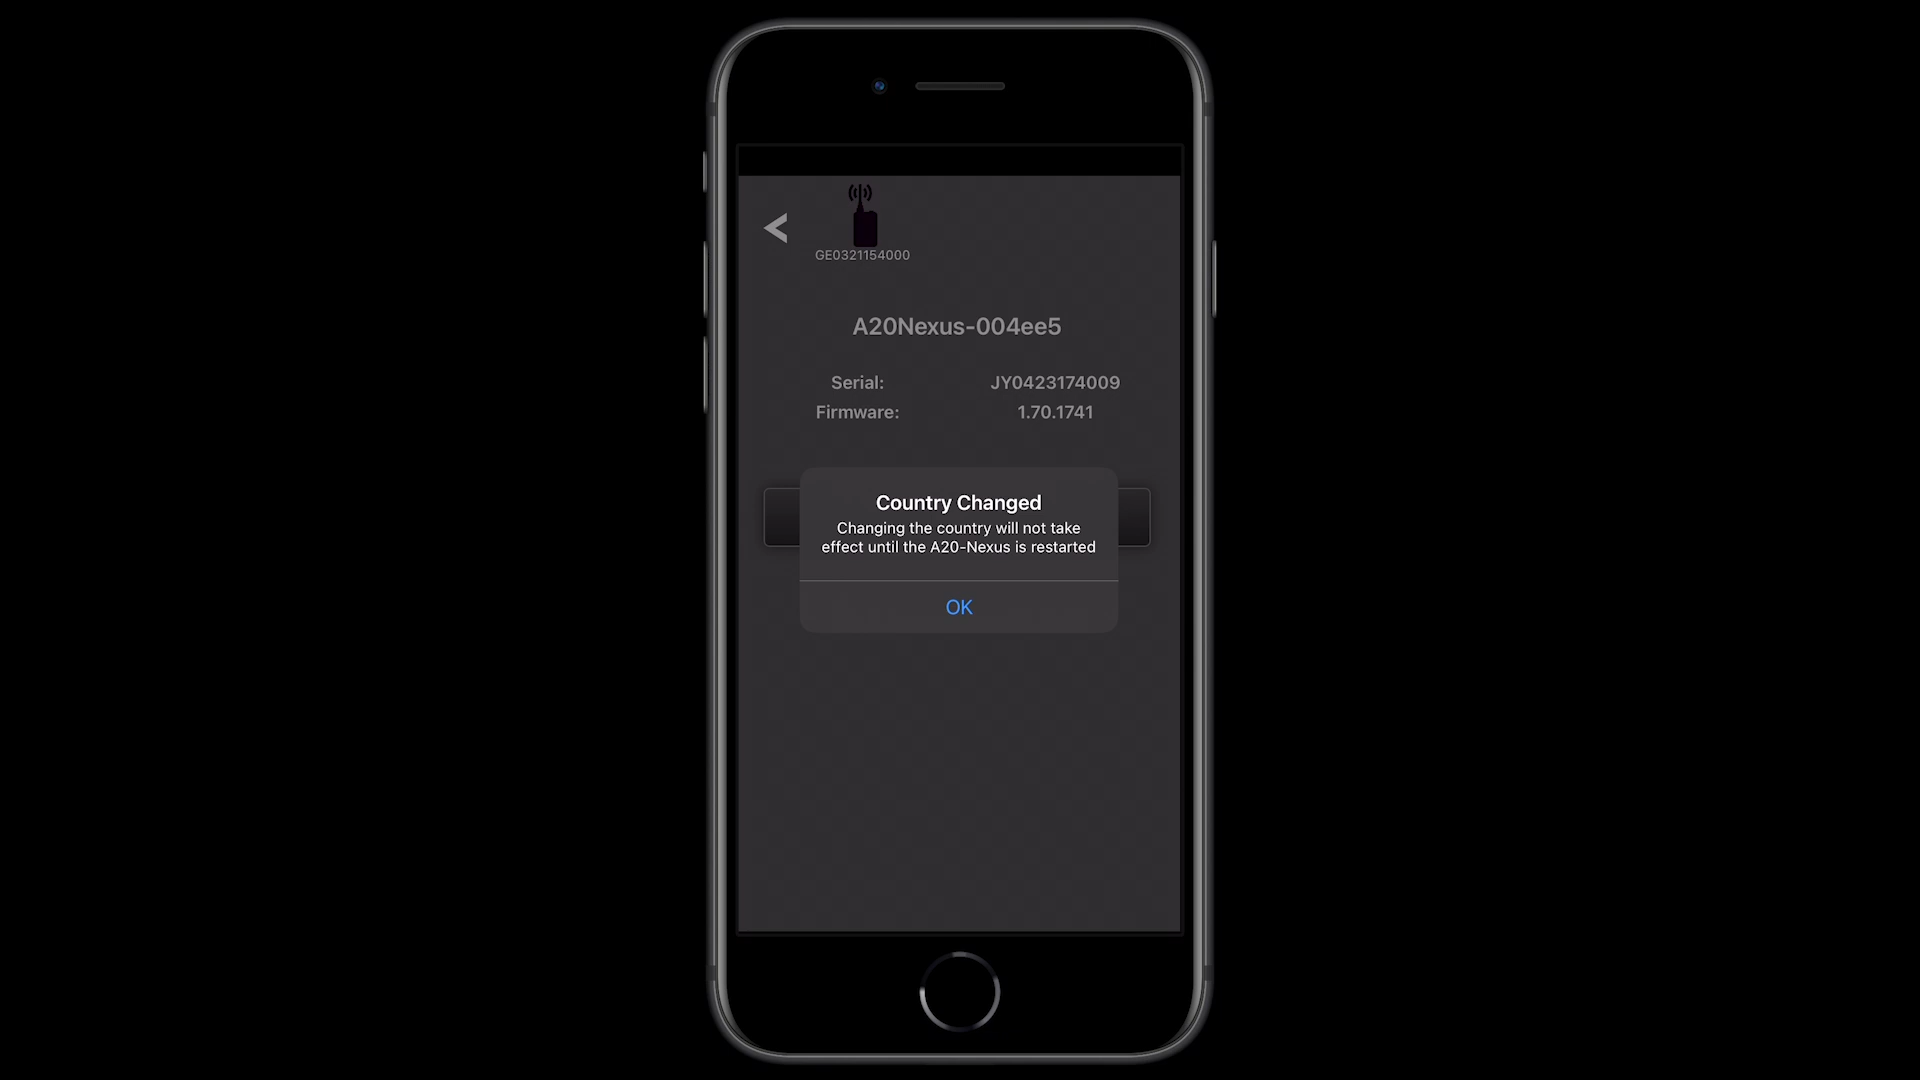 GE0321154000
A20Nexus-004ee5
Serial: JY0423174009
Firmware: 1.70.1741
Country Changed
Changing the country will not take
effect until the A20-Nexus is restarted
OK